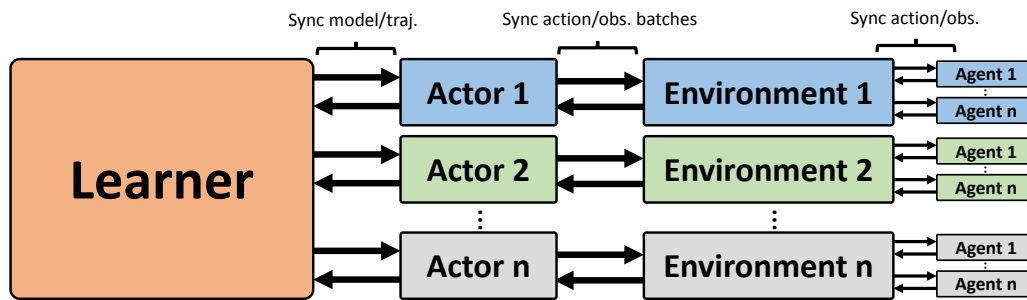 Sync model/traj. Sync action/obs. batches Sync action/obs.
Learner
Actor 1 Environment 1 Agent 1
Agent n
Actor 2 Environment 2 Agent 1
Agent n
Actor n Environment n Agent 1
Agent n